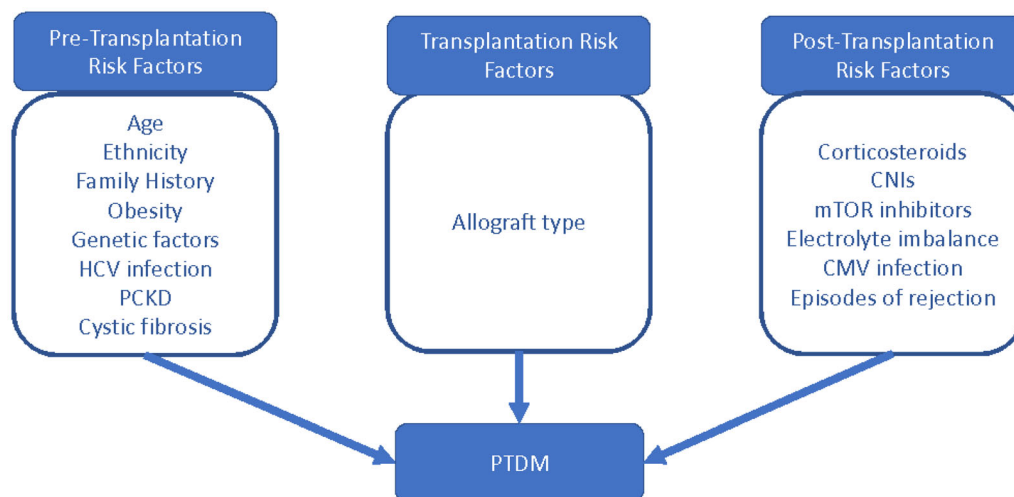 Pre-Transplantation
Risk Factors
Age
Ethnicity
Family History
Obesity
Genetic factors
HCV infection
PCKD
Cystic fibrosis
Transplantation Risk
Factors
Allograft type
Post-Transplantation
Risk Factors
Corticosteroids
CNIs
mTOR inhibitors
Electrolyte imbalance
CMV infection
Episodes of rejection
PTDM